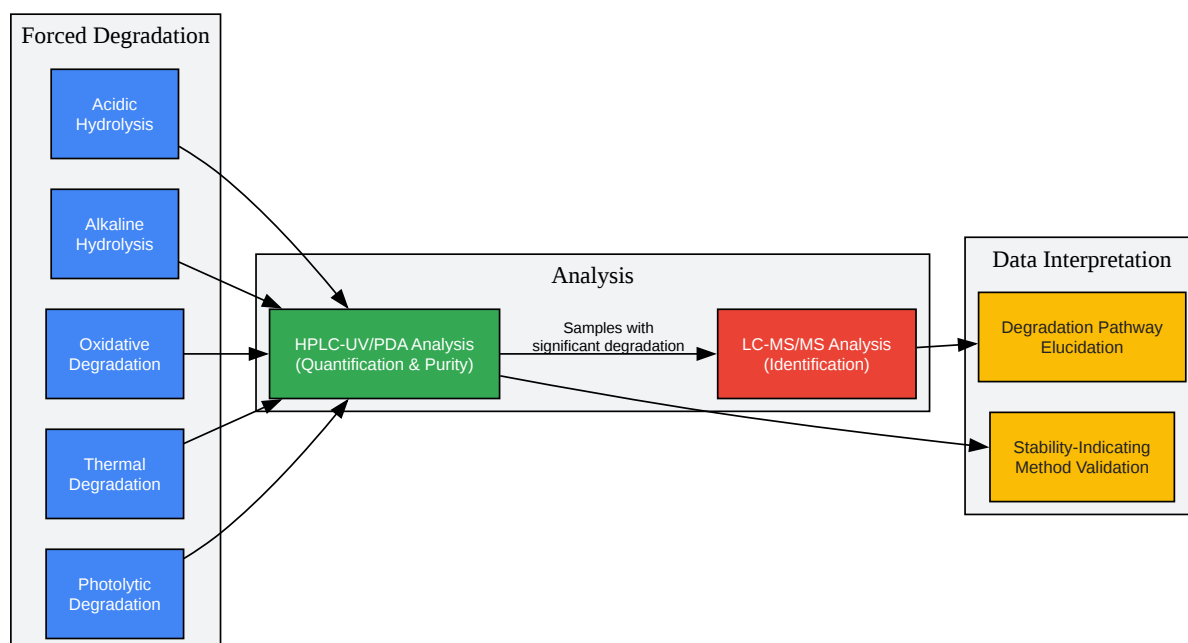 Forced Degradation
Acidic
Hydrolysis
Alkaline
Hydrolysis
Oxidative
Degradation
Thermal
Degradation
Photolytic
Degradation
Analysis
HPLC-UV/PDA Analysis
(Quantification & Purity)
Samples with
significant degradation
LC-MS/MS Analysis
(Identification)
Data Interpretation
Degradation Pathway
Elucidation
Stability-Indicating
Method Validation